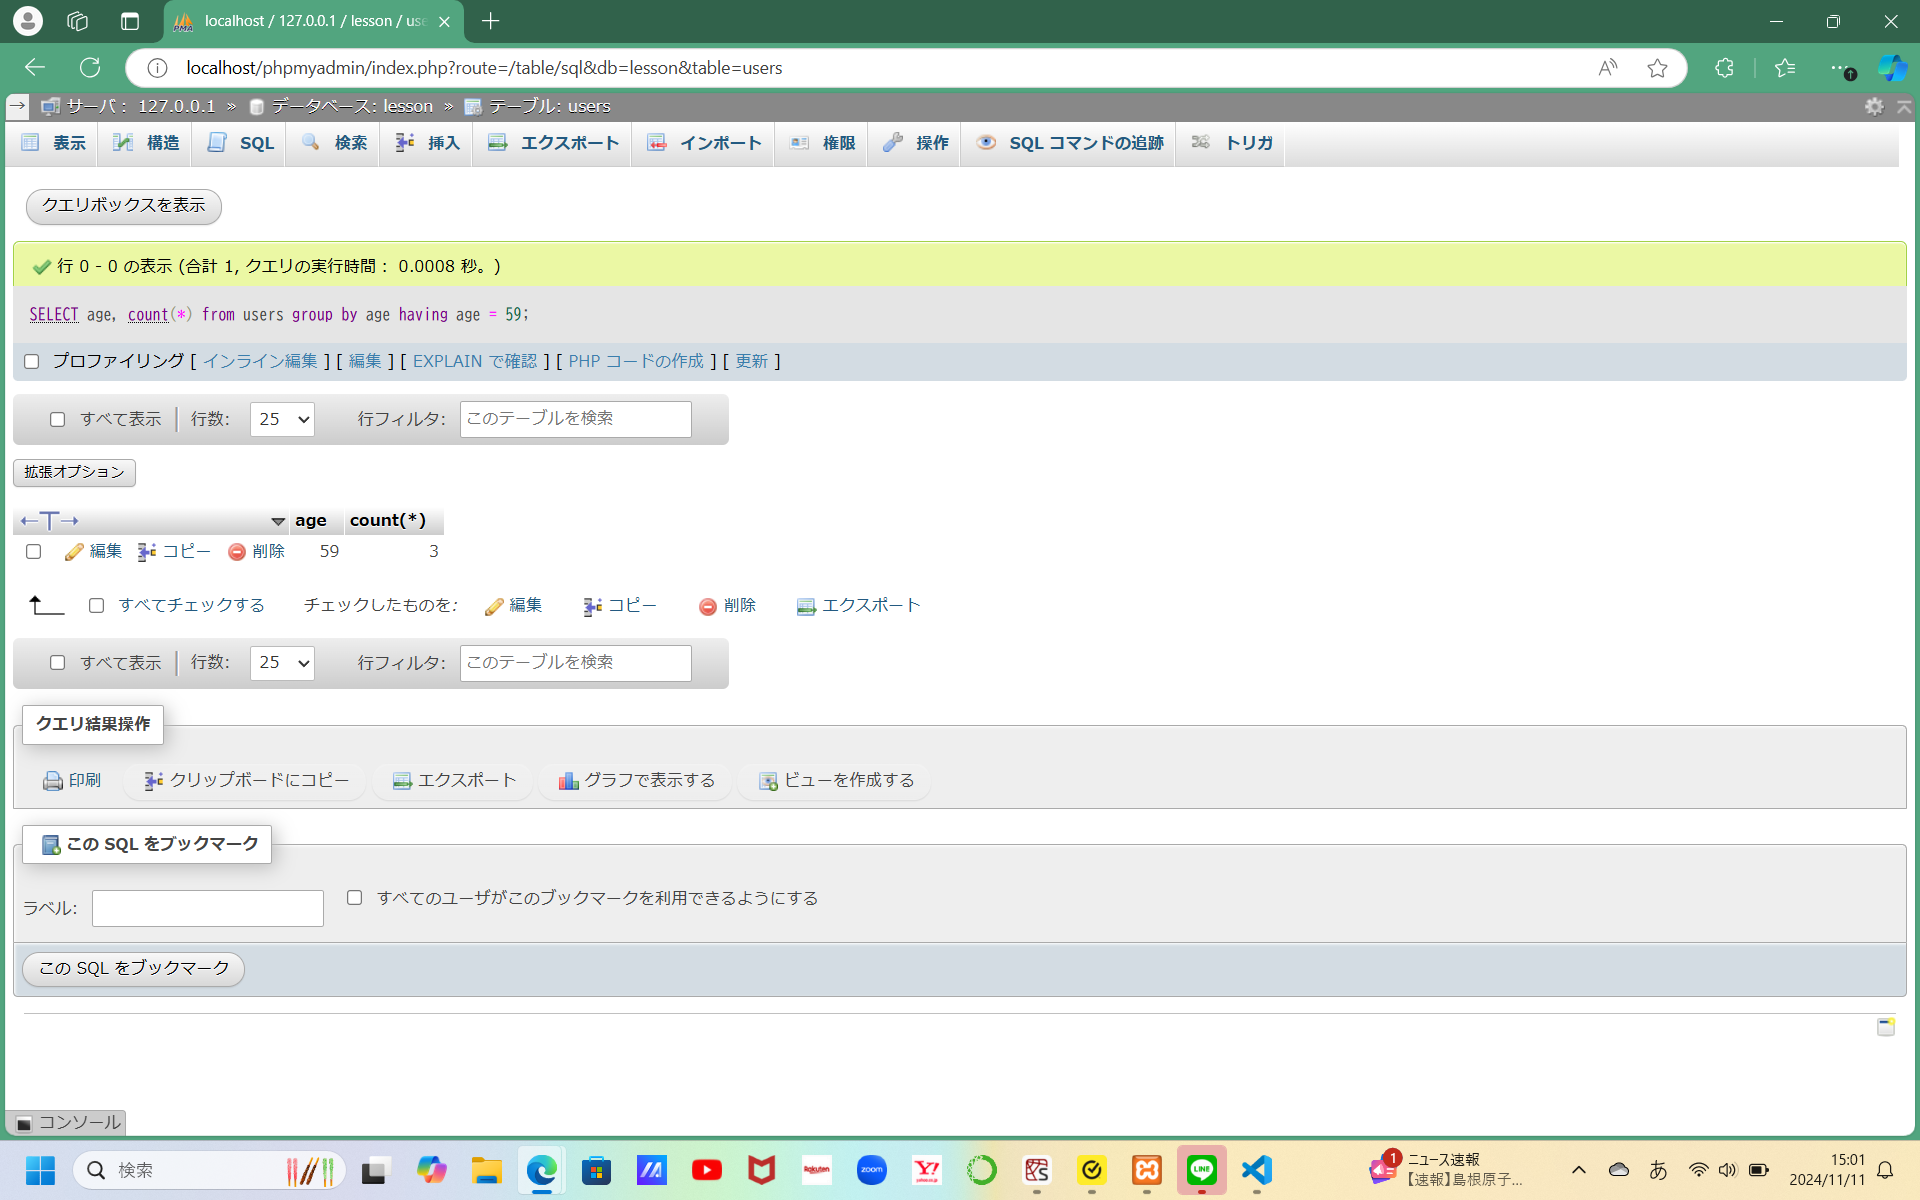 localhost / 127.0.0.1 / lesson / use
localhost/phpmyadmin/index.php?route=/table/sql&db=lesson&table=users
サーバ： 127.0.0.1 » データベース: lesson » テーブル: users
表示 構造 SQL 検索 挿入 エクスポート インポート 権限 操作 SQL コマンドの追跡 トリガ
クエリボックスを表示
行 0 - 0 の表示 (合計 1, クエリの実行時間： 0.0008 秒。)
SELECT age, count(*) from users group by age having age = 59;
プロファイリング [ インライン編集 ] [ 編集 ] [ EXPLAIN で確認 ] [ PHP コードの作成 ] [ 更新 ]
すべて表示 行数: 25 行フィルタ: このテーブルを検索
拡張オプション
←T→ age count(*)
編集 コピー 削除 59 3
すべてチェックする チェックしたものを: 編集 コピー 削除 エクスポート
すべて表示 行数: 25 行フィルタ: このテーブルを検索
クエリ結果操作
印刷 クリップボードにコピー エクスポート グラフで表示する ビューを作成する
この SQL をブックマーク
ラベル: すべてのユーザがこのブックマークを利用できるようにする
この SQL をブックマーク
コンソール
検索
Rakuten
zoom
Y!
LINE
1
ニュース速報
【速報】島根原子...
あ
15:01
2024/11/11